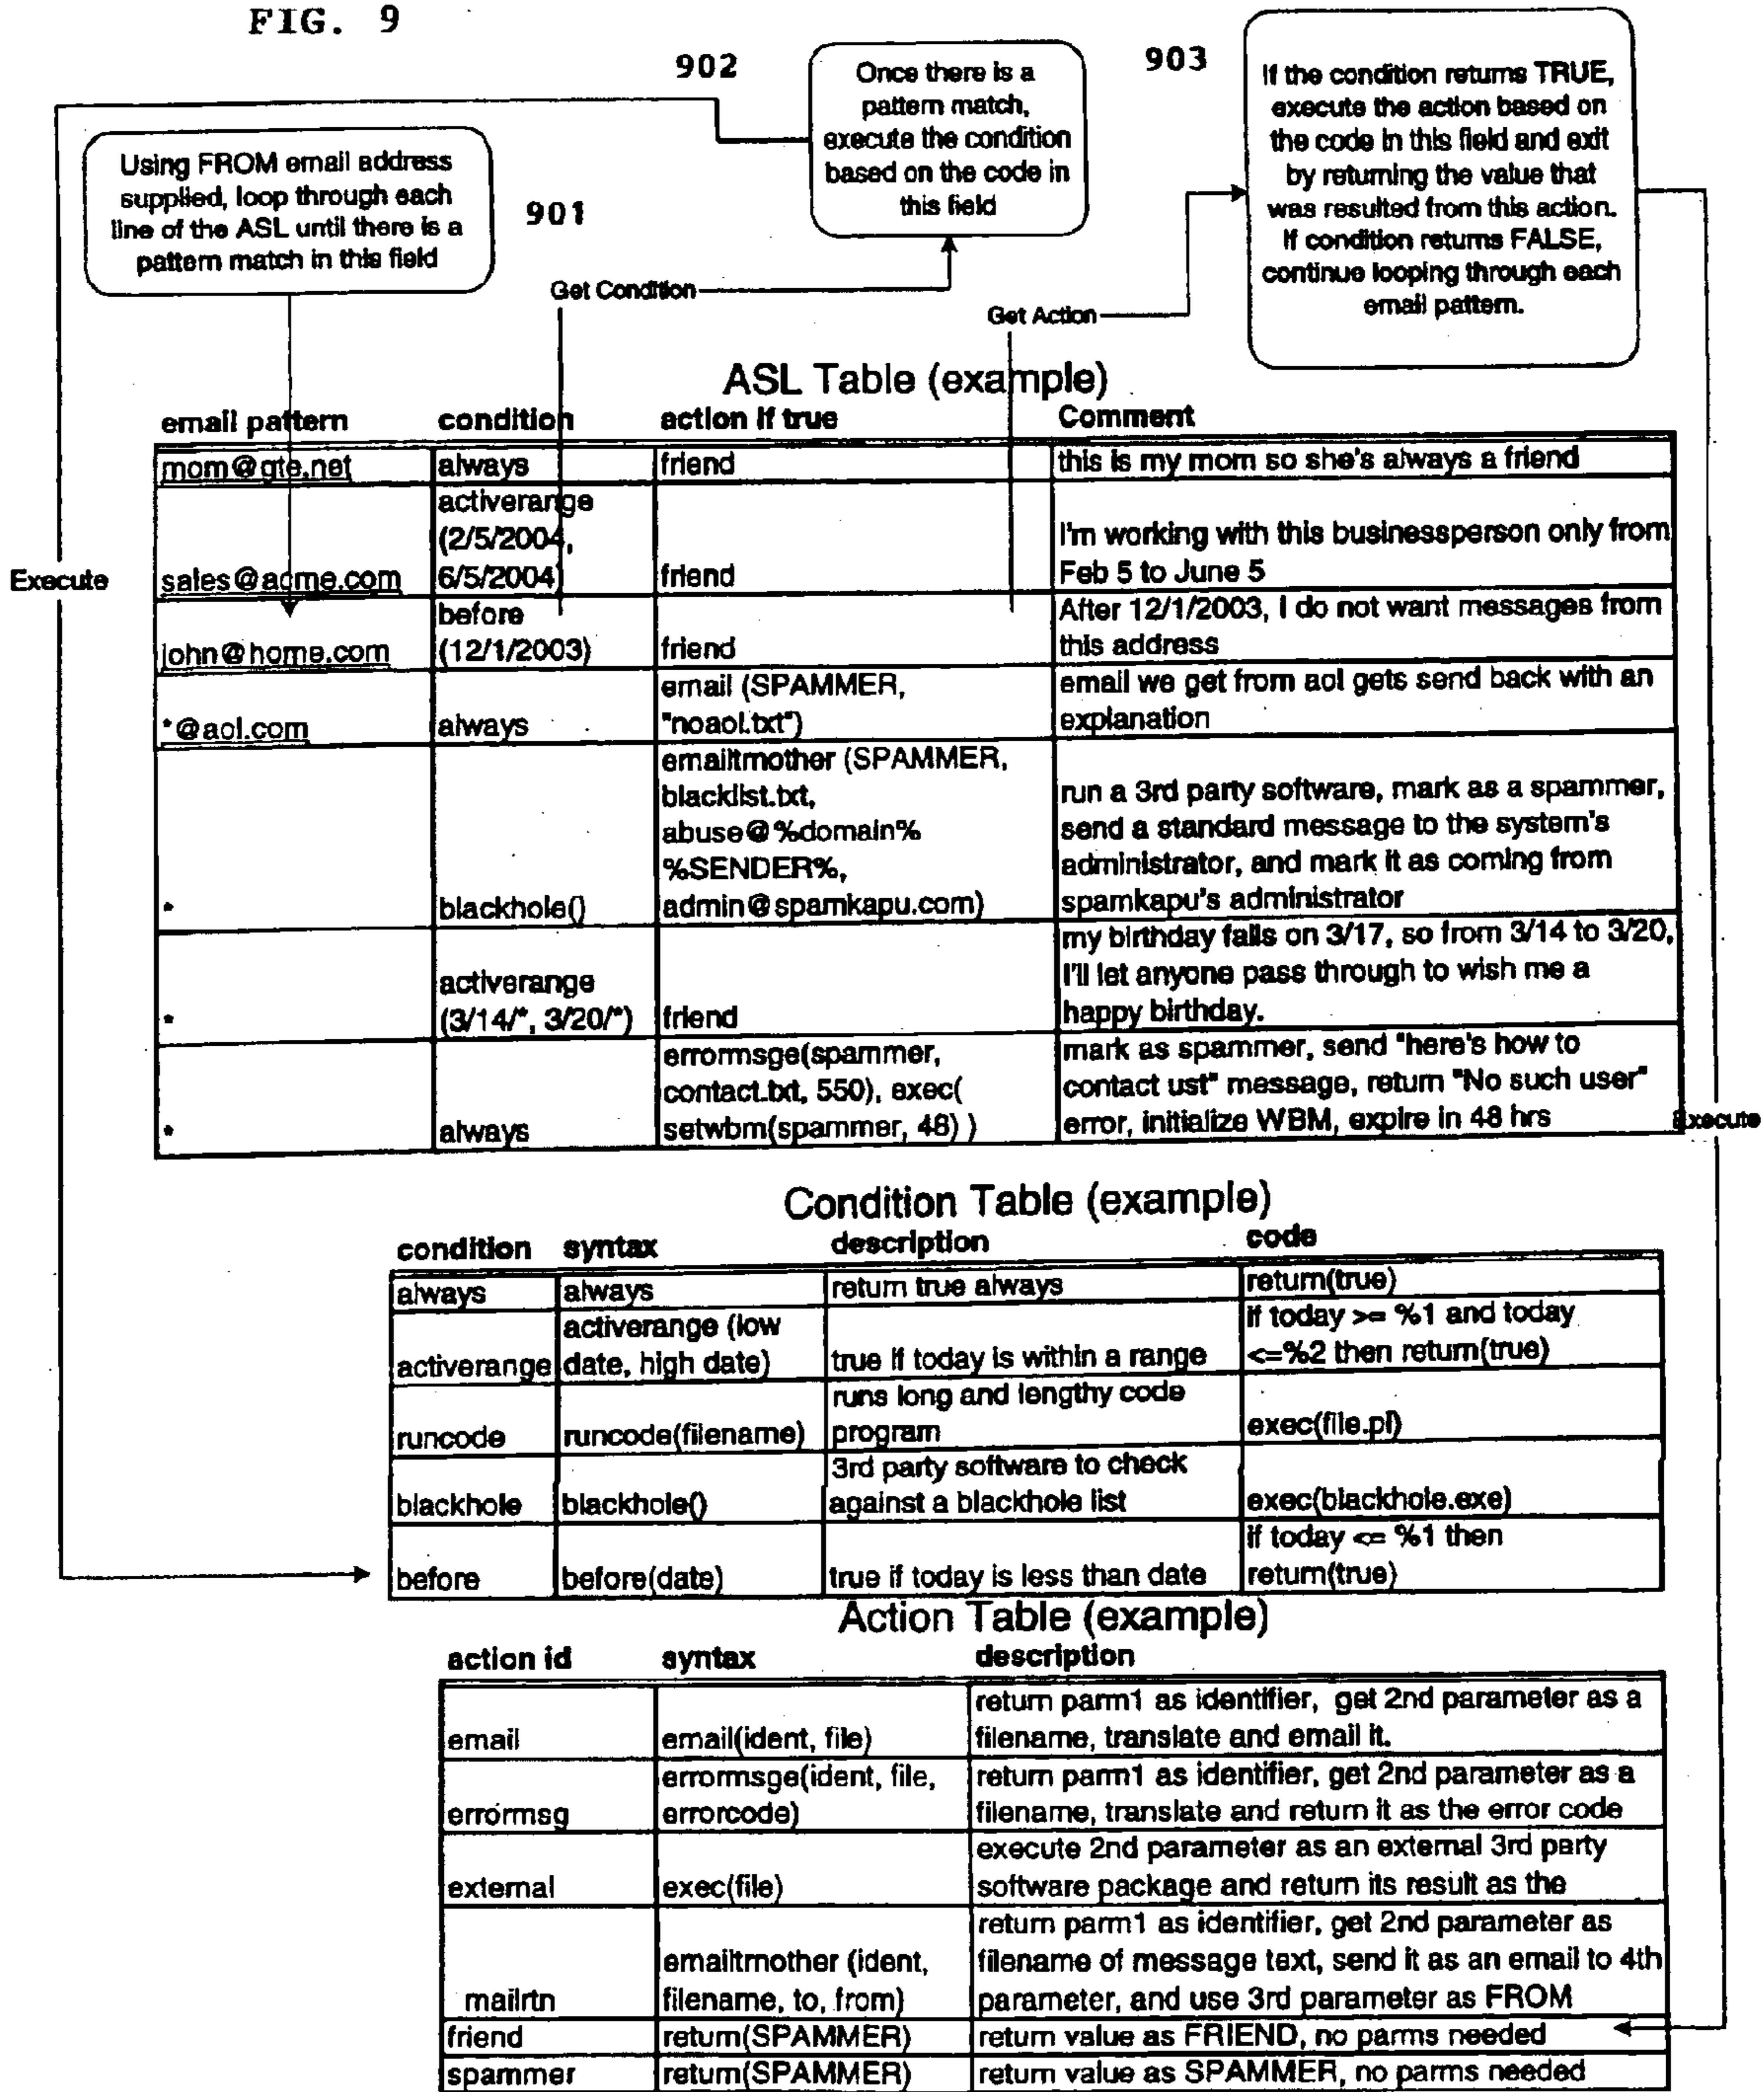 FIG. 9
902
903
Once there is a
pattern match,
execute the condition
based on the code in
this field
If the condition returns TRUE,
execute the action based on
the code in this field and exit
by returning the value that
was resulted from this action.
If condition returns FALSE,
continue looping through each
email pattern.
Using FROM email address
supplied, loop through each
line of the ASL until there is a
pattern match in this field
901
Get Condition
Get Action
ASL Table (example)
email pattern condition action if true Comment
mom@gte.net always friend this is my mom so she's always a friend
activerange
(2/5/2004,
6/5/2004)
I'm working with this businessperson only from
Feb 5 to June 5
Execute
sales@acme.com friend
before
(12/1/2003)
After 12/1/2003, I do not want messages from
this address
john@home.com friend
email (SPAMMER,
"noaol.txt")
email we get from aol gets send back with an
explanation
*@aol.com always
emailtmother (SPAMMER,
blacklist.txt,
abuse@%domain%
%SENDER%,
admin@spamkapu.com)
run a 3rd party software, mark as a spammer,
send a standard message to the system's
administrator, and mark it as coming from
spamkapu's administrator
* blackhole()
my birthday falls on 3/17, so from 3/14 to 3/20,
I'll let anyone pass through to wish me a
happy birthday.
activerange
(3/14/*, 3/20/*)
* friend
errormsge(spammer,
contact.txt, 550), exec(
setwbm(spammer, 48) )
mark as spammer, send "here's how to
contact ust" message, return "No such user"
error, initialize WBM, expire in 48 hrs
* always
Execute
Condition Table (example)
condition syntax description code
always always return true always return(true)
activerange activerange (low
date, high date)
true if today is within a range
if today >= %1 and today
<=%2 then return(true)
runcode runcode(filename)
runs long and lengthy code
program
exec(file.pl)
blackhole blackhole()
3rd party software to check
against a blackhole list
exec(blackhole.exe)
before before(date) true if today is less than date
if today <= %1 then
return(true)
Action Table (example)
action id syntax description
email email(ident, file)
return parm1 as identifier, get 2nd parameter as a
filename, translate and email it.
errormsg
errormsge(ident, file,
errorcode)
return parm1 as identifier, get 2nd parameter as a
filename, translate and return it as the error code
external exec(file)
execute 2nd parameter as an external 3rd party
software package and return its result as the
mailrtn
emailtmother (ident,
filename, to, from)
return parm1 as identifier, get 2nd parameter as
filename of message text, send it as an email to 4th
parameter, and use 3rd parameter as FROM
friend return(SPAMMER) return value as FRIEND, no parms needed
spammer return(SPAMMER) return value as SPAMMER, no parms needed